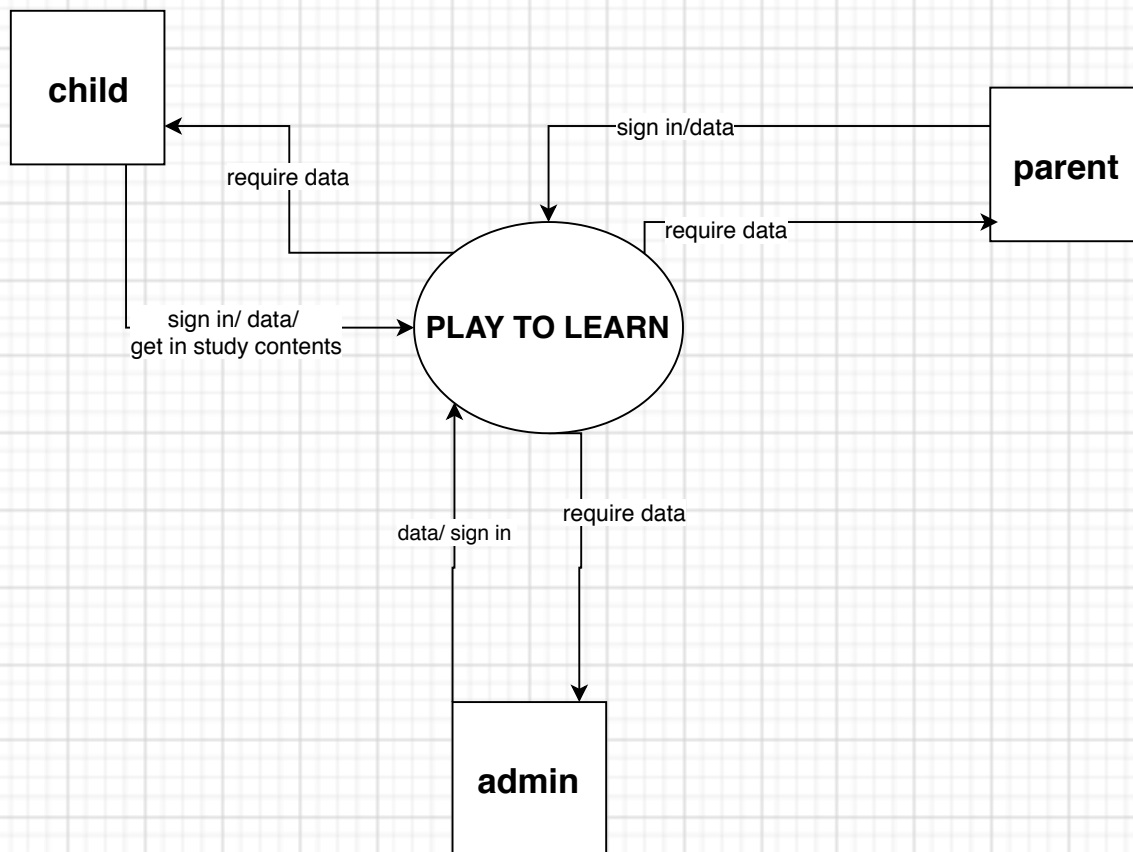 child
sign in/data
parent
require data
require data
sign in/ data/
get in study contents
PLAY TO LEARN
data/ sign in
require data
admin